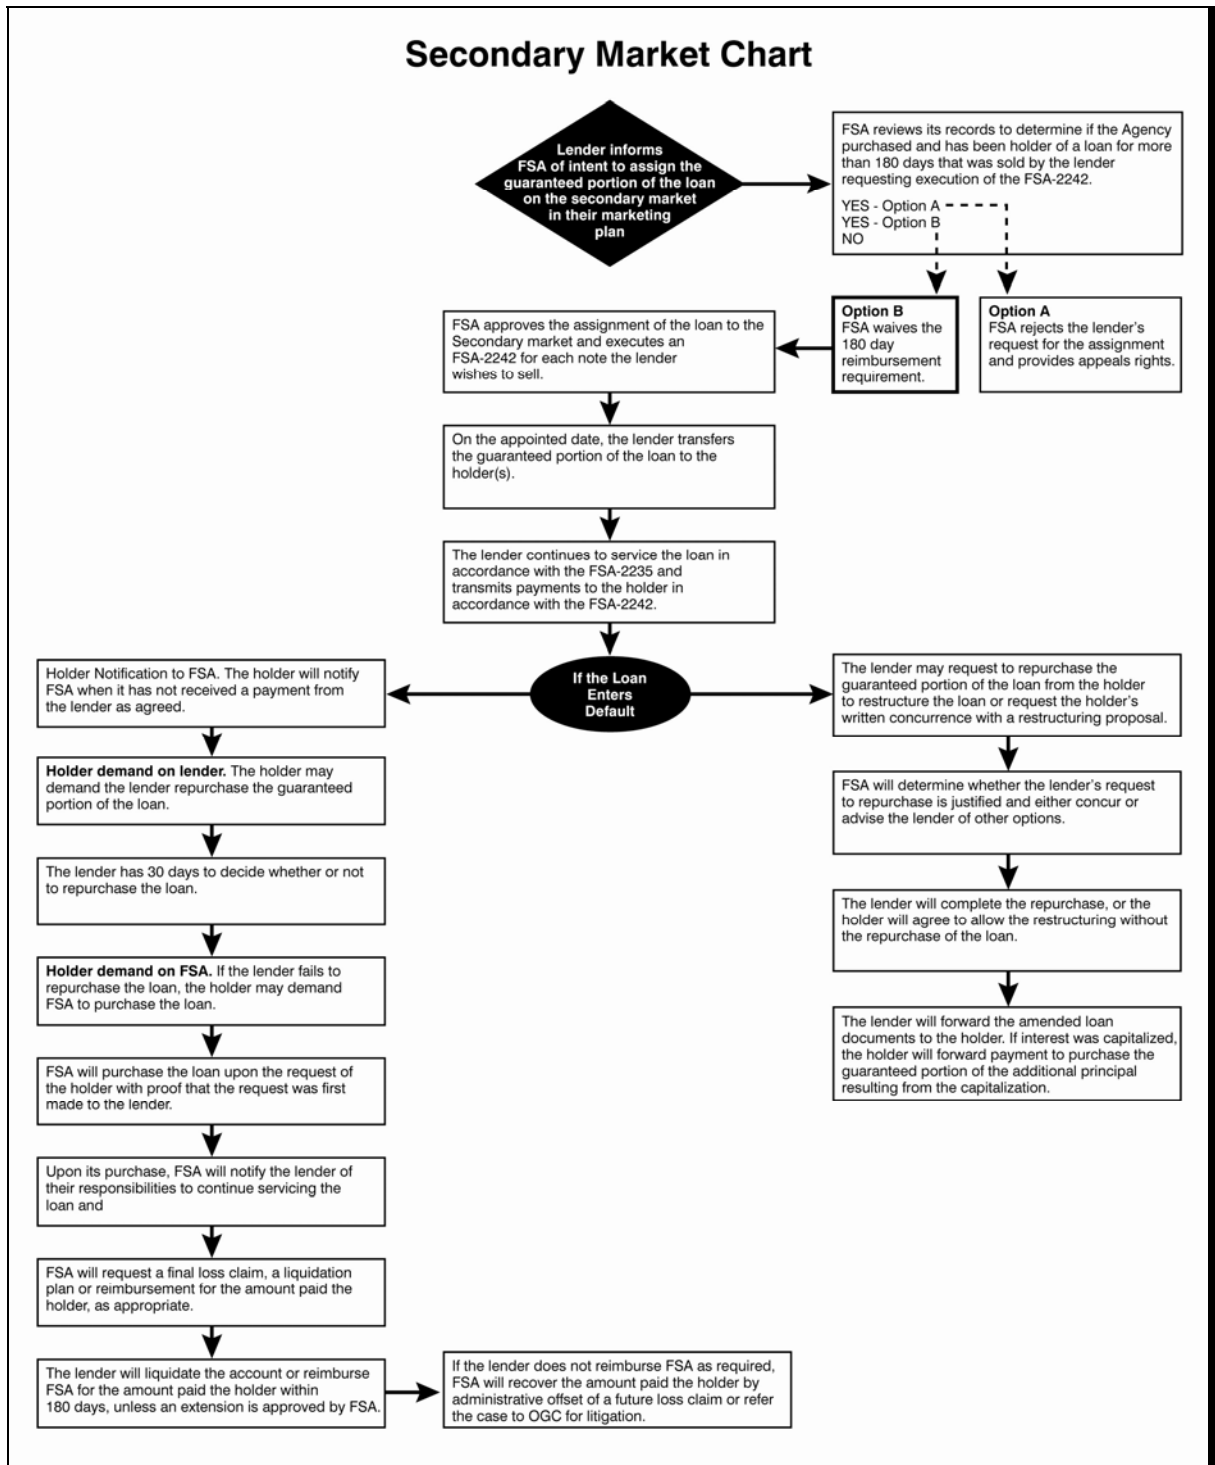 Secondary Market Chart
Lender informs
FSA of intent to assign the
guaranteed portion of the loan
on the secondary market
in their marketing
plan
FSA reviews its records to determine if the Agency
purchased and has been holder of a loan for more
than 180 days that was sold by the lender
requesting execution of the FSA-2242.
YES - Option A
YES - Option B
NO
Option B
FSA waives the
180 day
reimbursement
requirement.
Option A
FSA rejects the lender's
request for the assignment
and provides appeals rights.
FSA approves the assignment of the loan to the
Secondary market and executes an
FSA-2242 for each note the lender
wishes to sell.
On the appointed date, the lender transfers
the guaranteed portion of the loan to the
holder(s).
The lender continues to service the loan in
accordance with the FSA-2235 and
transmits payments to the holder in
accordance with the FSA-2242.
If the Loan
Enters
Default
Holder Notification to FSA. The holder will notify
FSA when it has not received a payment from
the lender as agreed.
Holder demand on lender. The holder may
demand the lender repurchase the guaranteed
portion of the loan.
The lender has 30 days to decide whether or not
to repurchase the loan.
Holder demand on FSA. If the lender fails to
repurchase the loan, the holder may demand
FSA to purchase the loan.
FSA will purchase the loan upon the request of
the holder with proof that the request was first
made to the lender.
Upon its purchase, FSA will notify the lender of
their responsibilities to continue servicing the
loan and
FSA will request a final loss claim, a liquidation
plan or reimbursement for the amount paid the
holder, as appropriate.
The lender will liquidate the account or reimburse
FSA for the amount paid the holder within
180 days, unless an extension is approved by FSA.
If the lender does not reimburse FSA as required,
FSA will recover the amount paid the holder by
administrative offset of a future loss claim or refer
the case to OGC for litigation.
The lender may request to repurchase the
guaranteed portion of the loan from the holder
to restructure the loan or request the holder's
written concurrence with a restructuring proposal.
FSA will determine whether the lender's request
to repurchase is justified and either concur or
advise the lender of other options.
The lender will complete the repurchase, or the
holder will agree to allow the restructuring without
the repurchase of the loan.
The lender will forward the amended loan
documents to the holder. If interest was capitalized,
the holder will forward payment to purchase the
guaranteed portion of the additional principal
resulting from the capitalization.